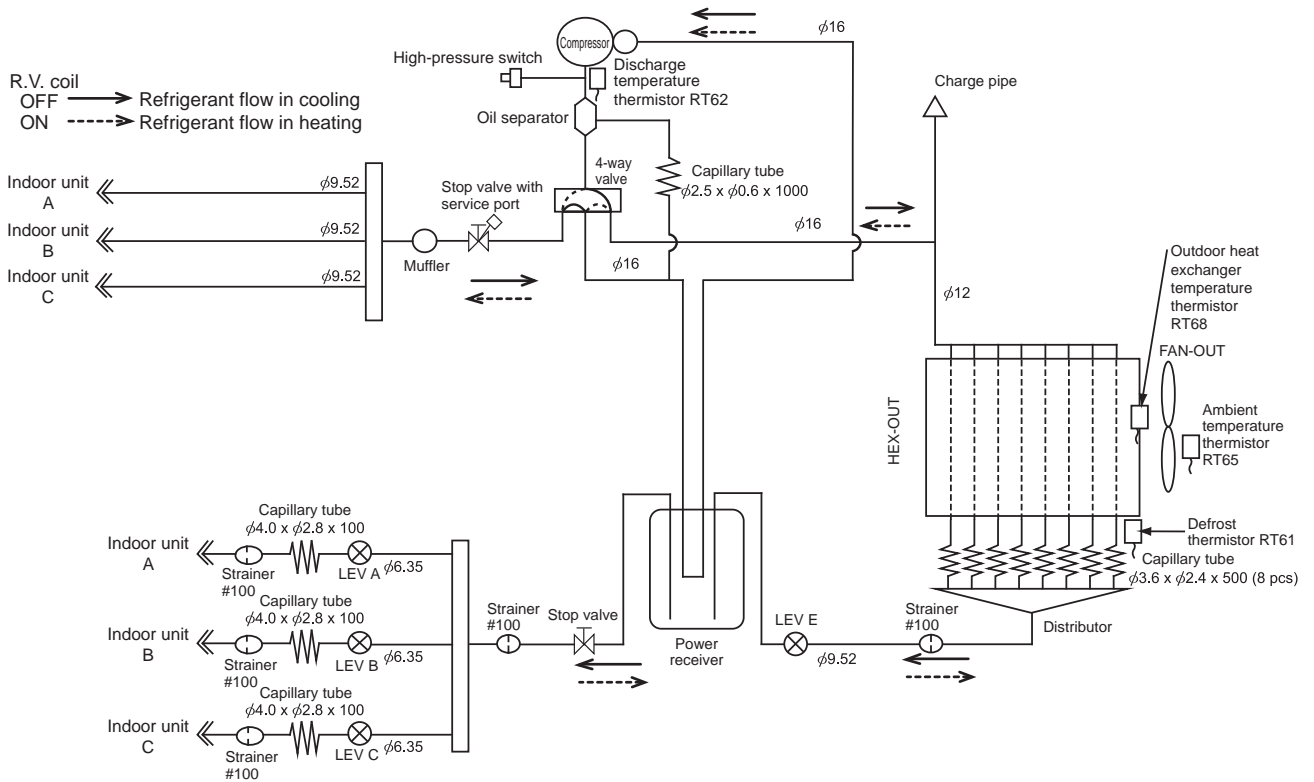 Compressor
ϕ16
High-pressure switch
Discharge
temperature
thermistor RT62
R.V. coil
OFF Refrigerant flow in cooling
ON Refrigerant flow in heating
Charge pipe
Oil separator
4-way
valve
Capillary tube
ϕ2.5 x ϕ0.6 x 1000
Indoor unit
A
ϕ9.52
Stop valve with
service port
Indoor unit
B
ϕ9.52
Muffler
Indoor unit
C
ϕ9.52
ϕ16
ϕ16
Outdoor heat
exchanger
temperature
thermistor
RT68
ϕ12
FAN-OUT
HEX-OUT
Ambient
temperature
thermistor
RT65
Defrost
thermistor RT61
Capillary tube
ϕ3.6 x ϕ2.4 x 500 (8 pcs)
Distributor
Capillary tube
ϕ4.0 x ϕ2.8 x 100
Indoor unit
A
Strainer
#100
LEV A
ϕ6.35
Capillary tube
ϕ4.0 x ϕ2.8 x 100
Indoor unit
B
Strainer
#100
LEV B
ϕ6.35
Capillary tube
ϕ4.0 x ϕ2.8 x 100
Indoor unit
C
Strainer
#100
LEV C
ϕ6.35
Strainer
#100
Stop valve
Power
receiver
LEV E
ϕ9.52
Strainer
#100